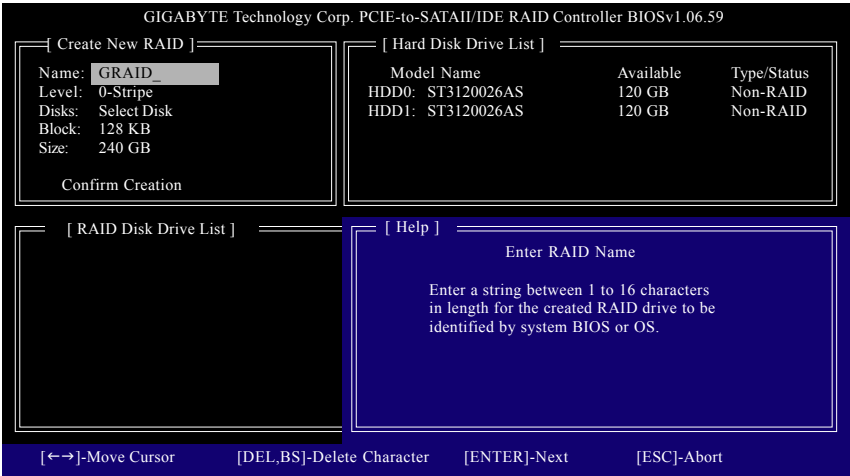 GIGABYTE Technology Corp. PCIE-to-SATAII/IDE RAID Controller BIOSv1.06.59
[ Create New RAID ]
Name: GRAID_
Level: 0-Stripe
Disks: Select Disk
Block: 128 KB
Size: 240 GB
Confirm Creation
[ Hard Disk Drive List ]
Model Name Available Type/Status
HDD0: ST3120026AS 120 GB Non-RAID
HDD1: ST3120026AS 120 GB Non-RAID
[ RAID Disk Drive List ]
[ Help ]
Enter RAID Name
Enter a string between 1 to 16 characters
in length for the created RAID drive to be
identified by system BIOS or OS.
[←→]-Move Cursor [DEL,BS]-Delete Character [ENTER]-Next [ESC]-Abort